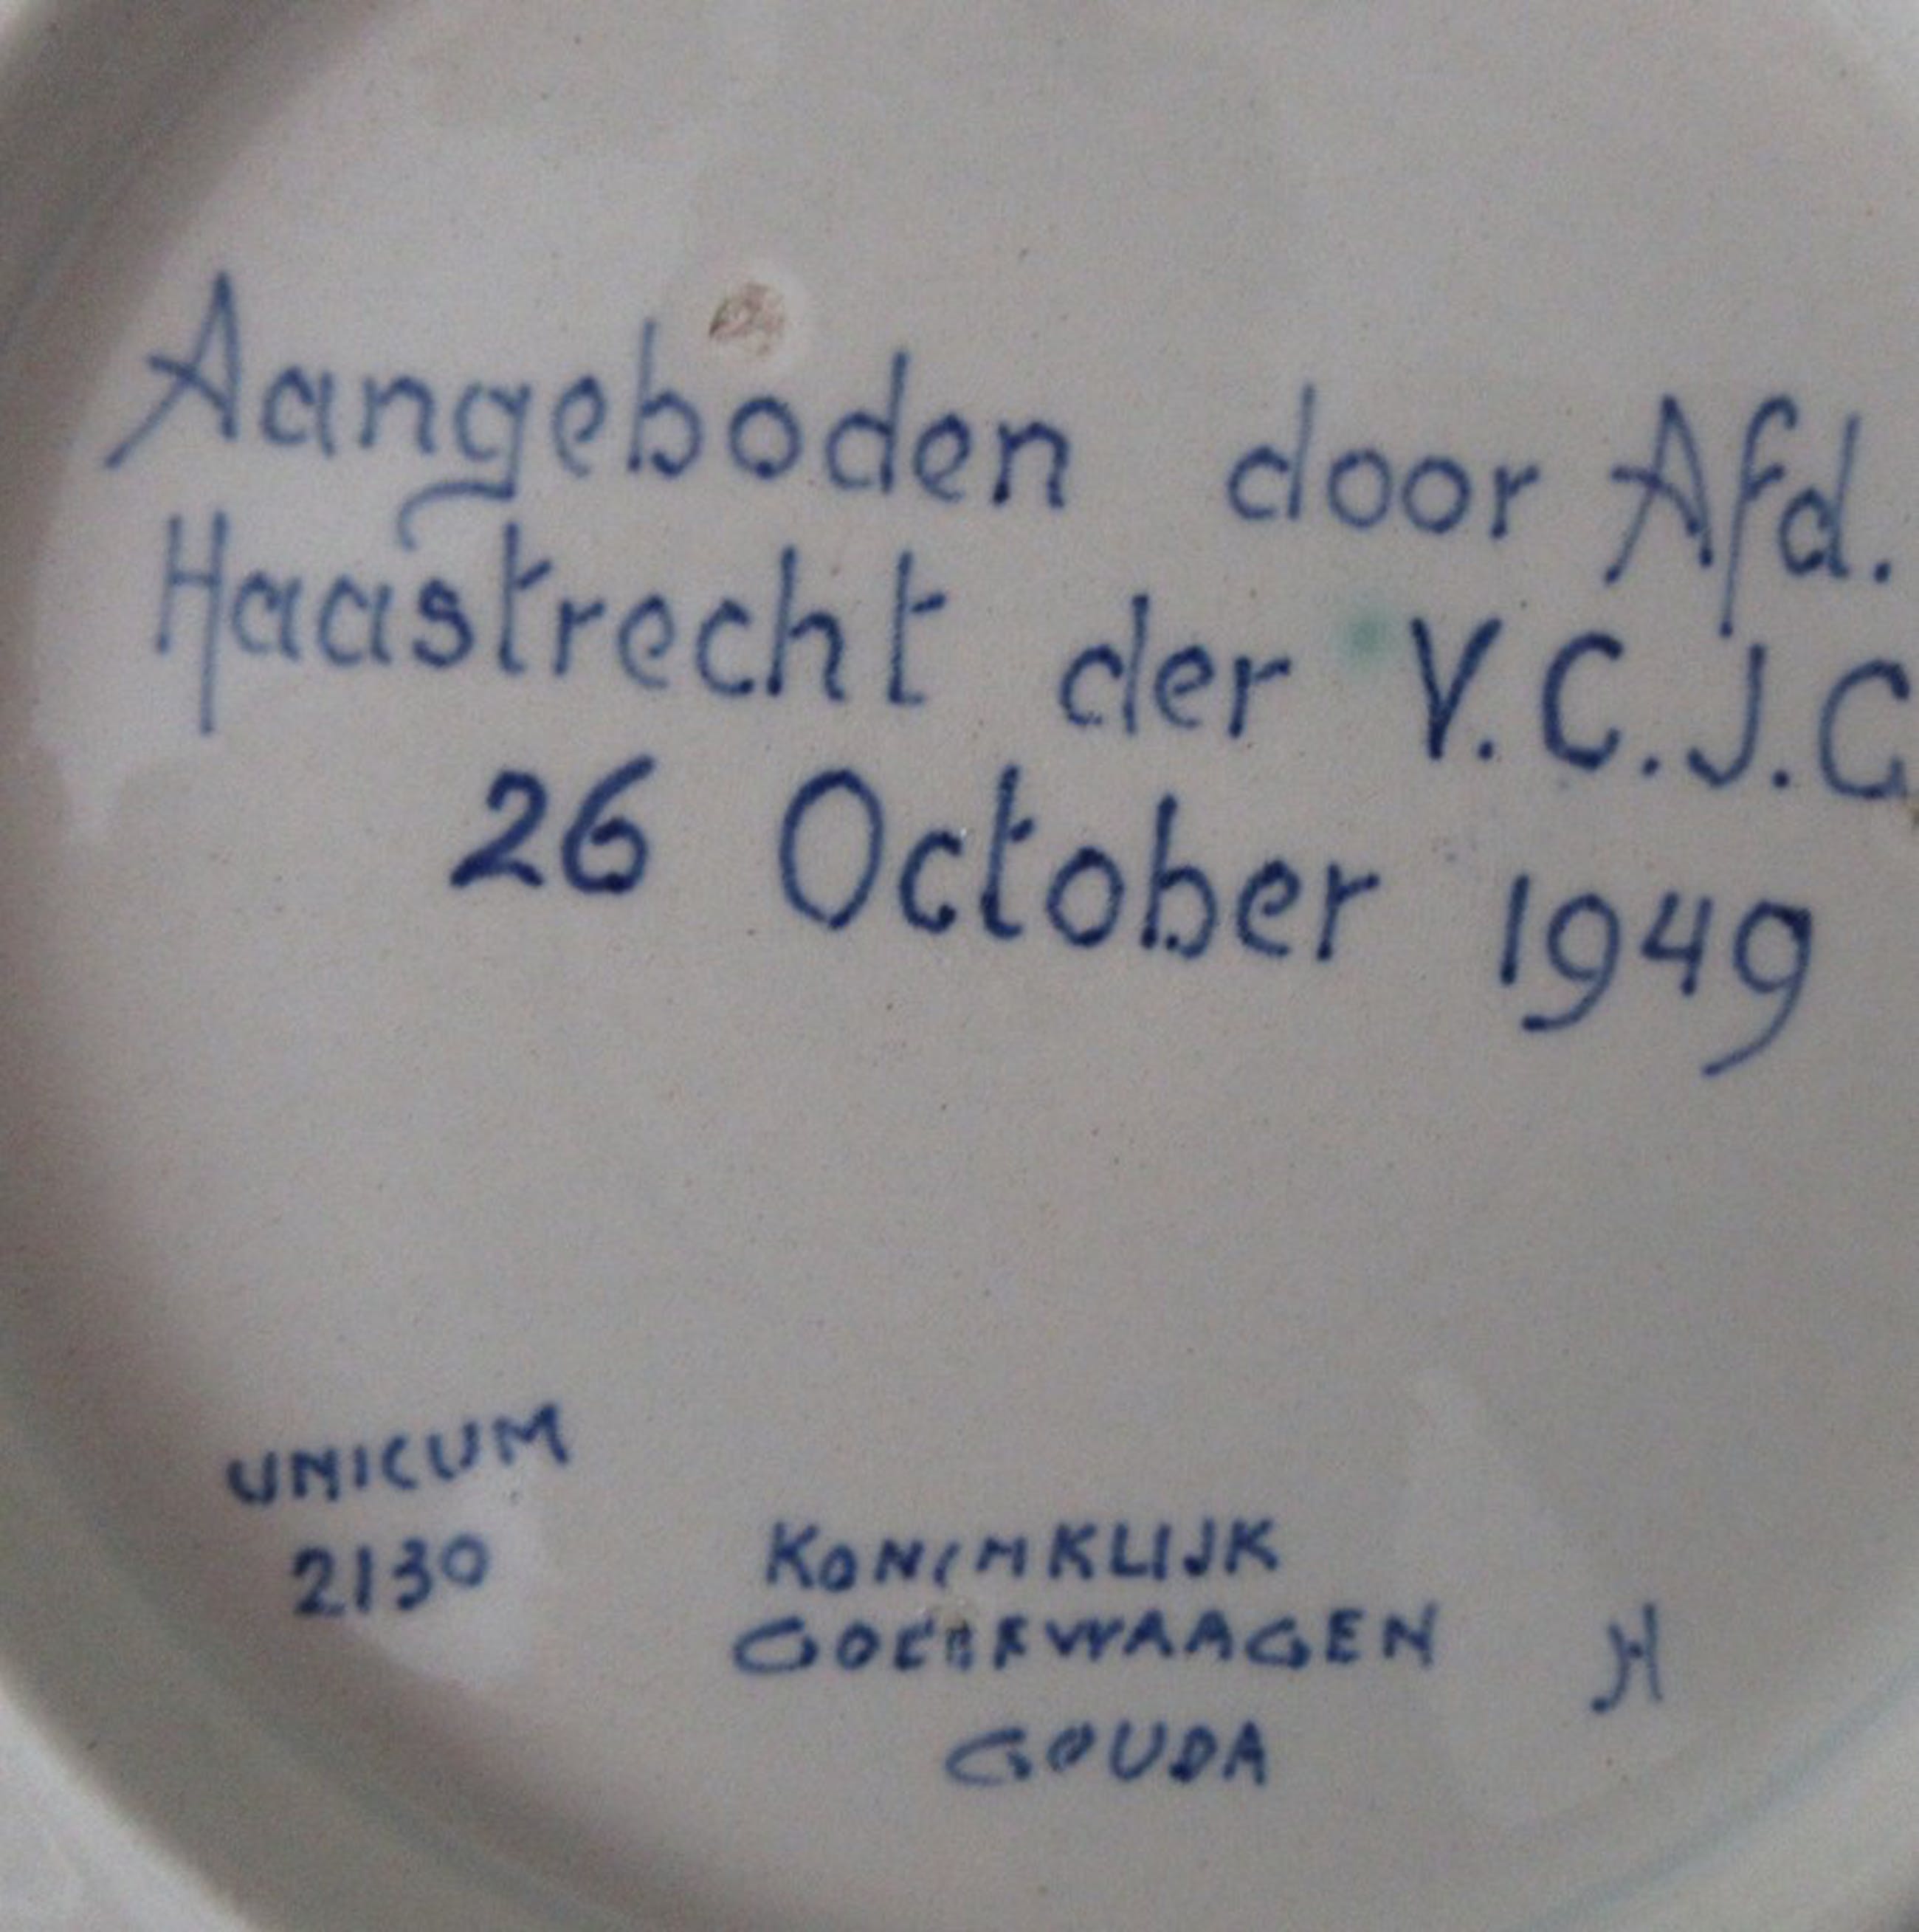 Aangeboden door Afd.
Haastrecht der V.C.J.C
26 October 1949
UNICUM
2130
KONINKLIJK
GOEDEWAAGEN
GOUDA
H